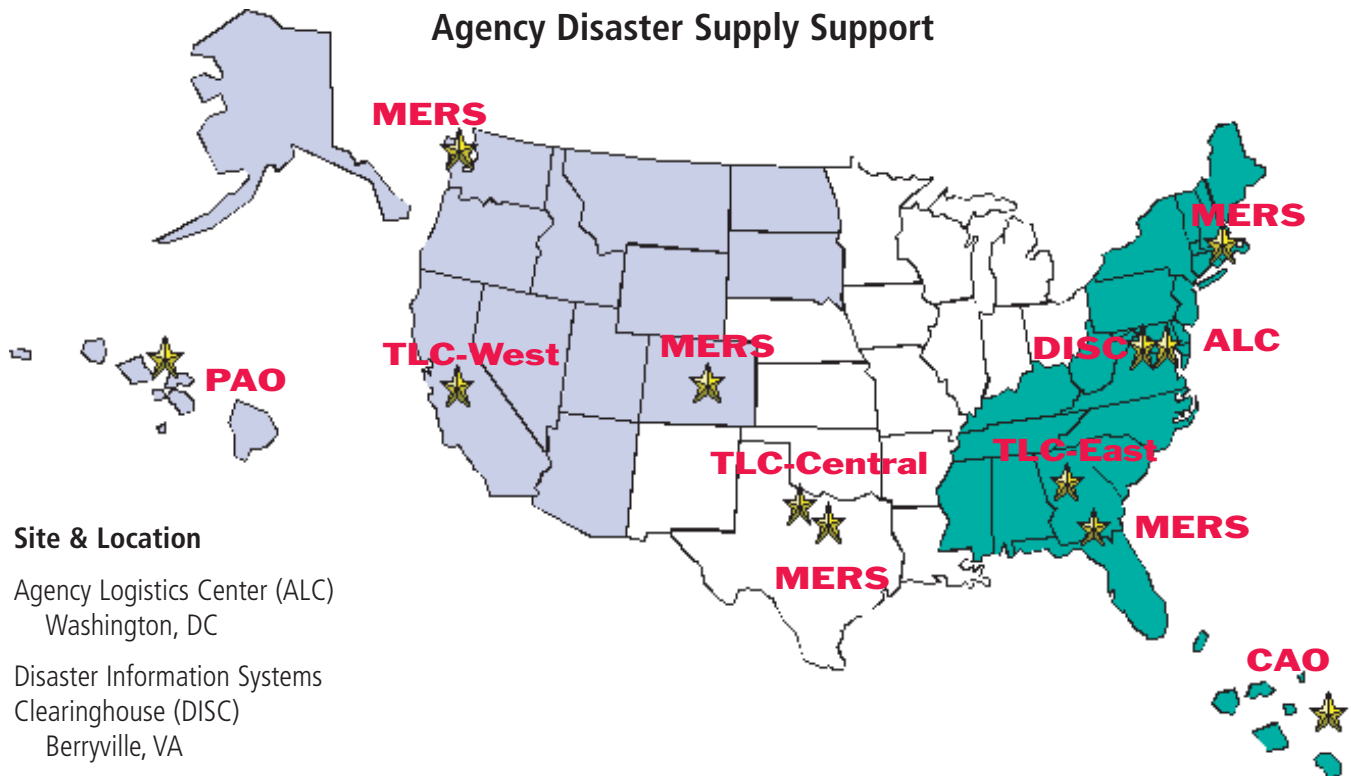 Agency Disaster Supply Support
MERS
MERS
DISC
ALC
TLC-West
MERS
PAO
TLC-Central
TLC-East
MERS
MERS
CAO
Site & Location
Agency Logistics Center (ALC)
Washington, DC
Disaster Information Systems
Clearinghouse (DISC)
Berryville, VA